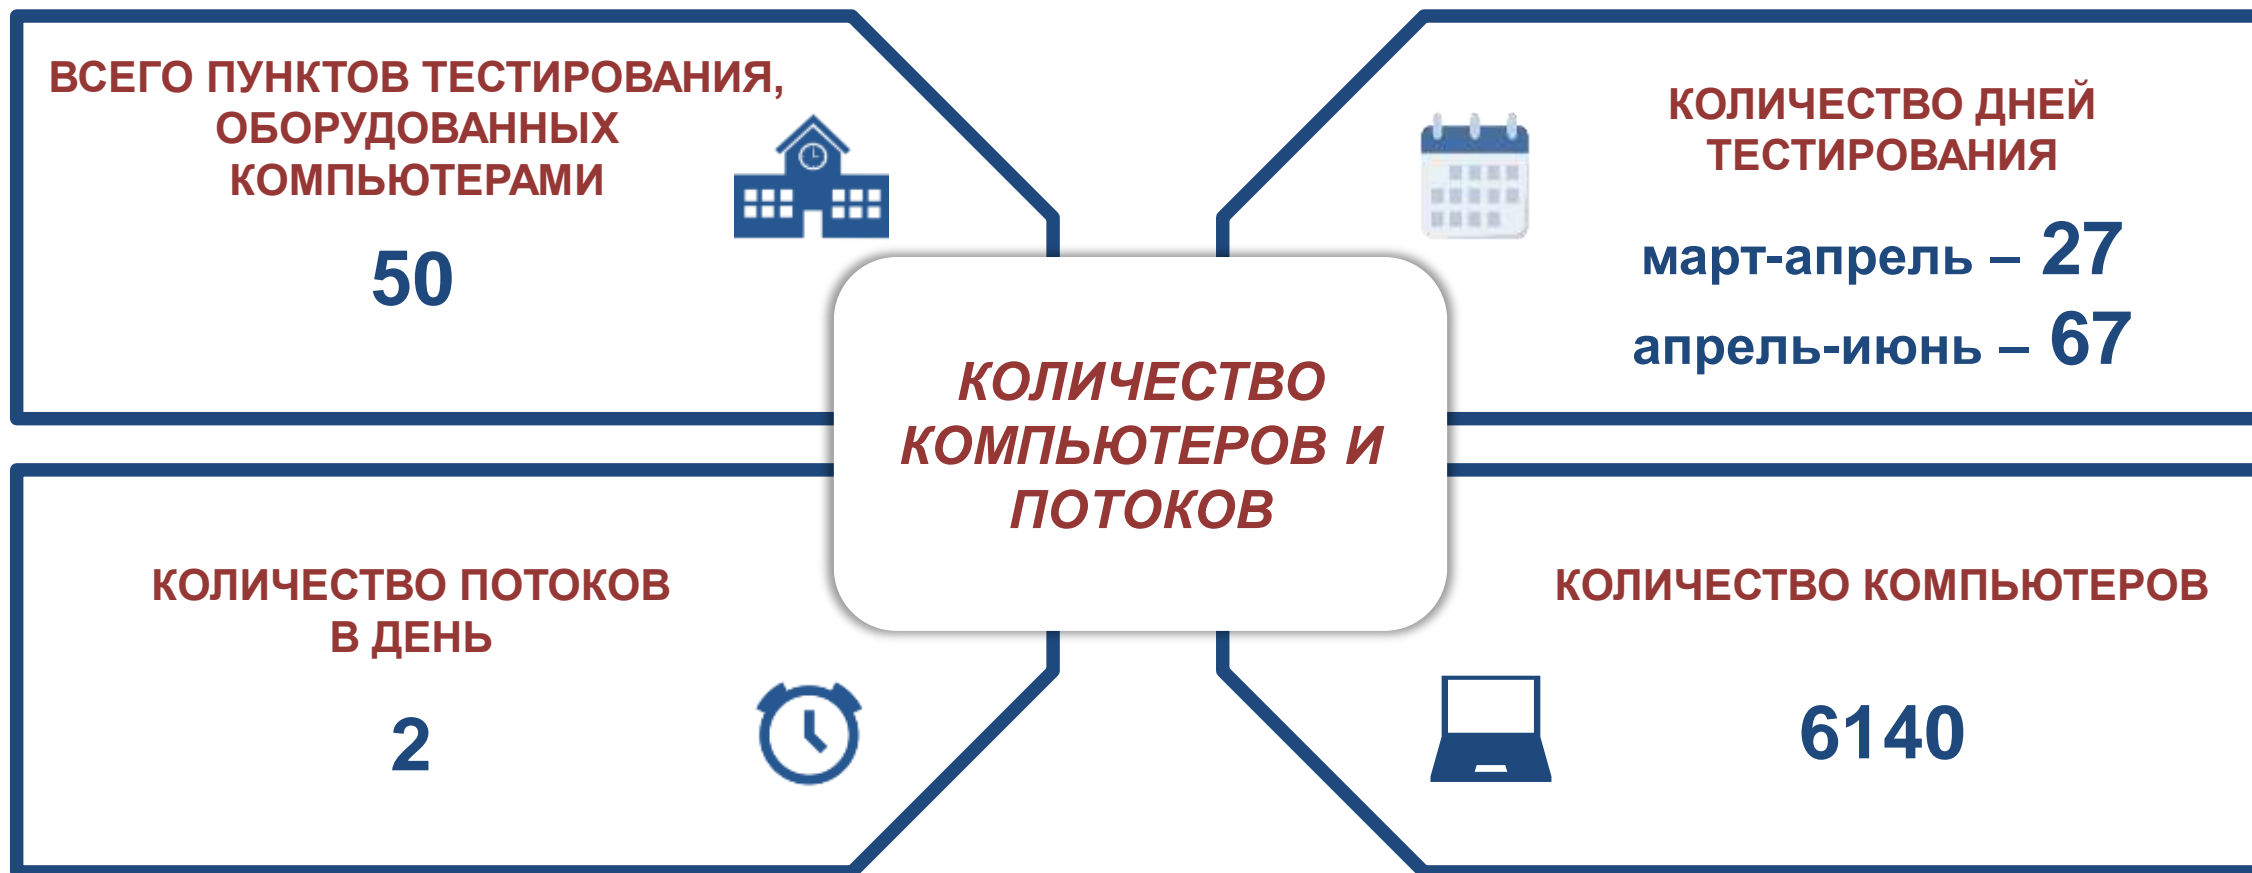 ВСЕГО ПУНКТОВ ТЕСТИРОВАНИЯ,
ОБОРУДОВАННЫХ
КОМПЬЮТЕРАМИ
50
КОЛИЧЕСТВО ДНЕЙ
ТЕСТИРОВАНИЯ
март-апрель – 27
апрель-июнь – 67
КОЛИЧЕСТВО
КОМПЬЮТЕРОВ И
ПОТОКОВ
КОЛИЧЕСТВО ПОТОКОВ
В ДЕНЬ
2
КОЛИЧЕСТВО КОМПЬЮТЕРОВ
6140